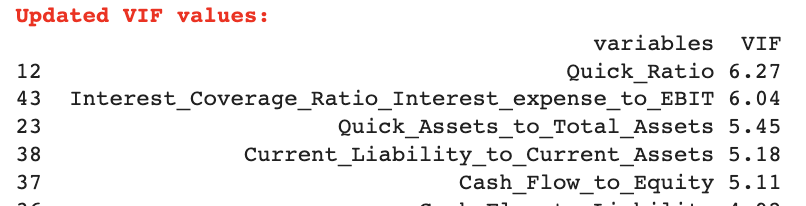 Updated VIF values:
variables VIF
12 Quick_Ratio 6.27
43 Interest_Coverage_Ratio_Interest_expense_to_EBIT 6.04
23 Quick_Assets_to_Total_Assets 5.45
38 Current_Liability_to_Current_Assets 5.18
37 Cash_Flow_to_Equity 5.11